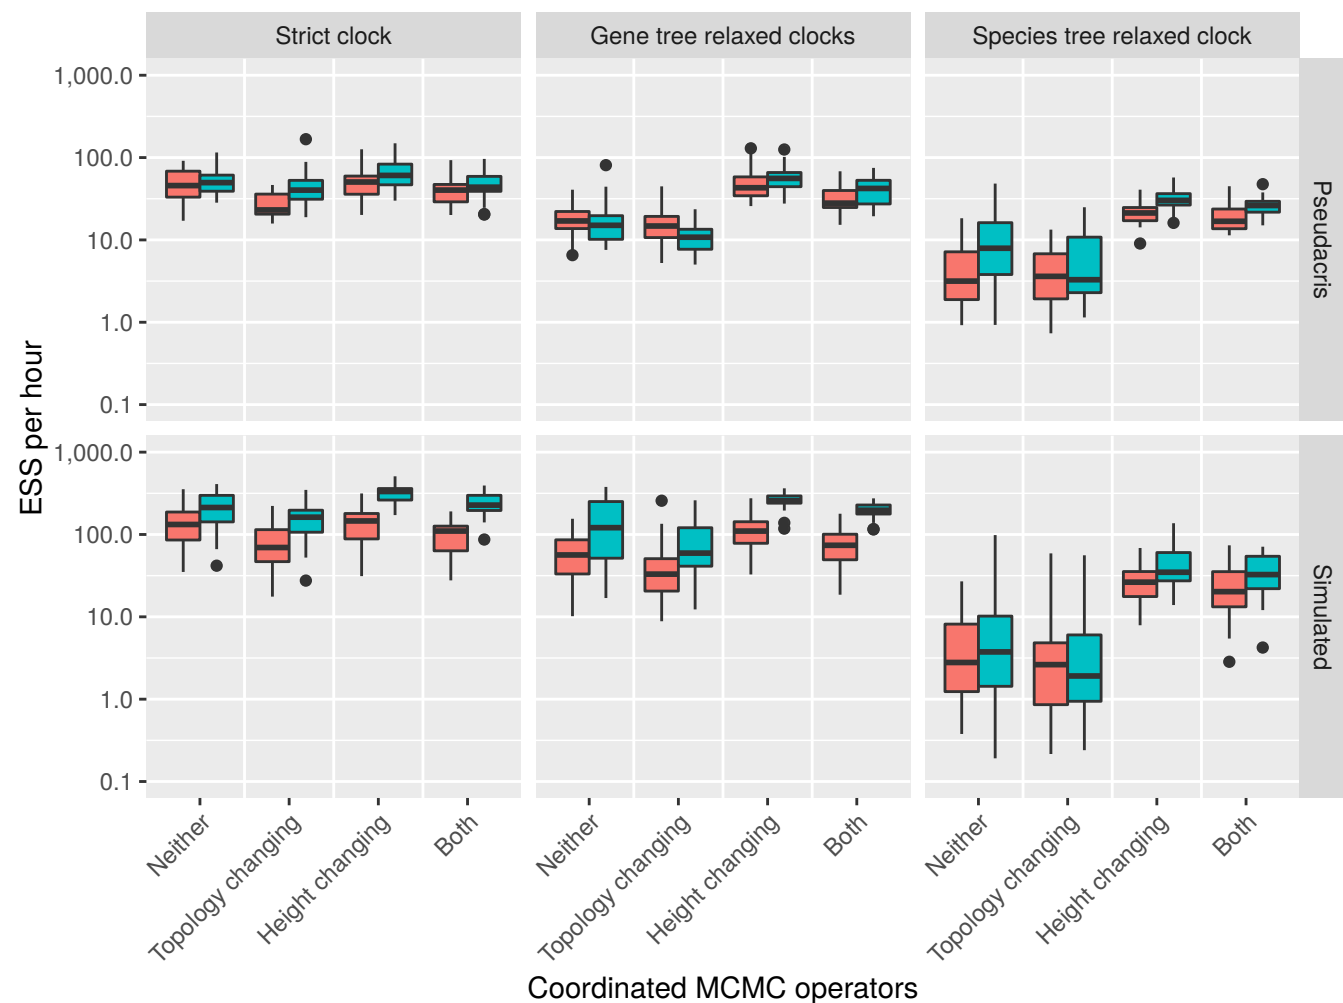 Strict clock
Gene tree relaxed clocks
Species tree relaxed clock
1,000.0
100.0
10.0
1.0
0.1
Pseudacris
ESS per hour
1,000.0
100.0
10.0
1.0
0.1
Simulated
Neither
Topology changing
Height changing
Both
Neither
Topology changing
Height changing
Both
Neither
Topology changing
Height changing
Both
Coordinated MCMC operators